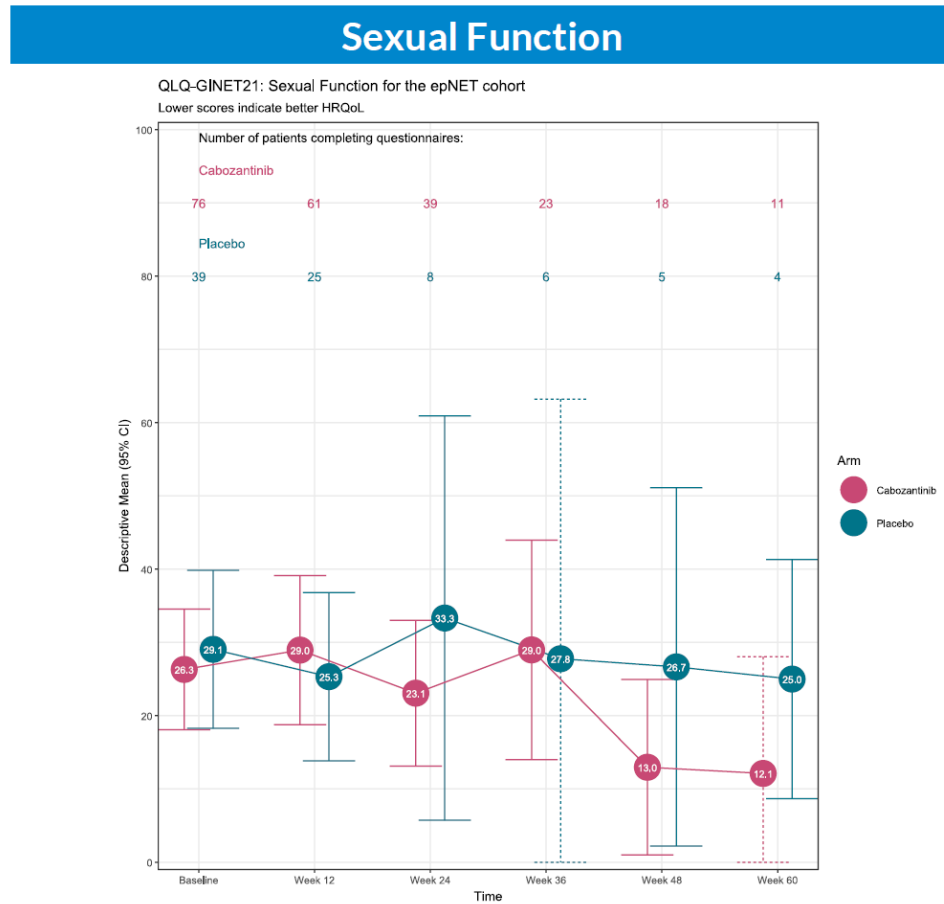 Sexual Function
QLQ-GINET21: Sexual Function for the epNET cohort
Lower scores indicate better HRQoL
100
Number of patients completing questionnaires:
Cabozantinib
76 61 39 23 18 11
Placebo
80
39 25 8 6 5 4
60
Descriptive Mean (95% CI)
Arm
Cabozantinib
Placebo
40
26.3 29.0 23.1 29.0 13.0 12.1
29.1 25.3 33.3 27.8 26.7 25.0
20
0
Baseline Week 12 Week 24 Week 36 Week 48 Week 60
Time